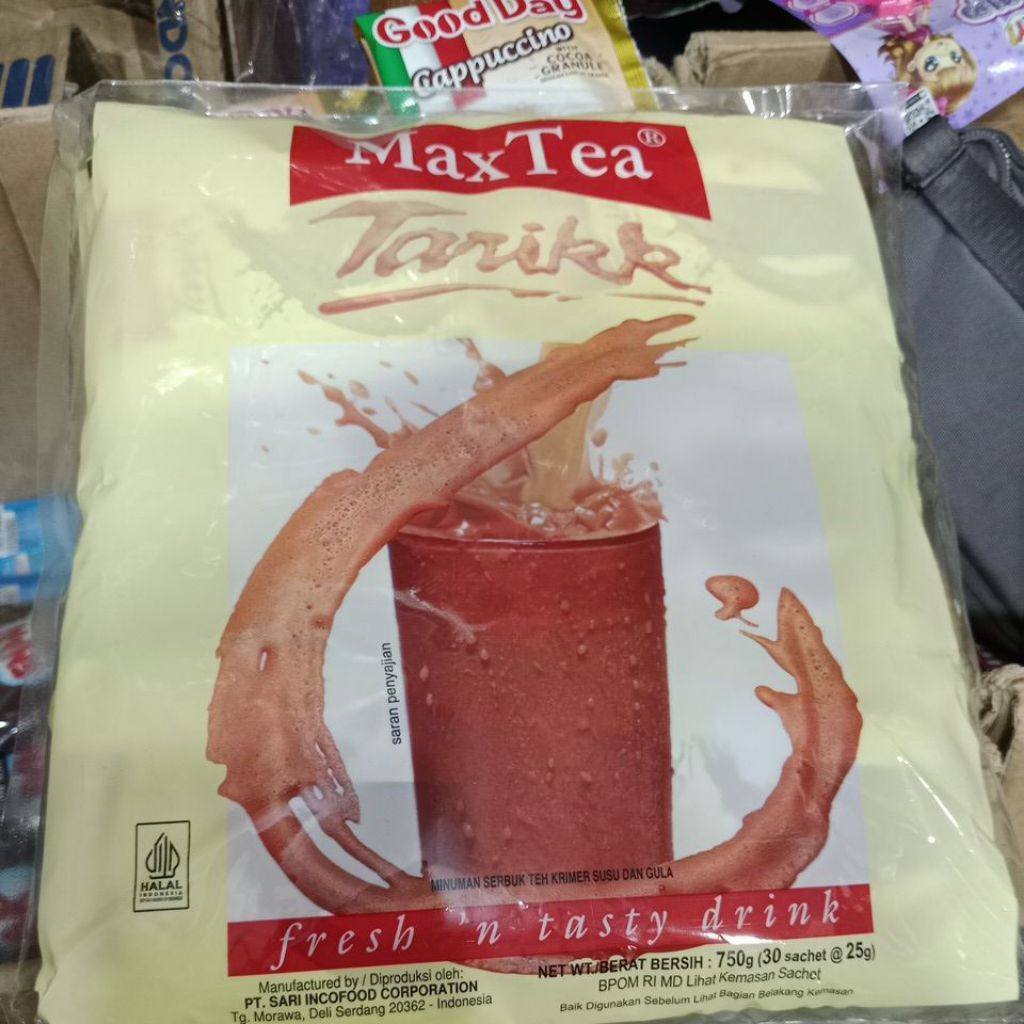 Good Day
Cappuccino
WITH
COCOA
GRANULE
MaxTea®
Tarikk
saran penyajian
HALAL
INDONESIA
MINUMAN SERBUK TEH KRIMER SUSU DAN GULA
fresh 'n tasty drink
Manufactured by / Diproduksi oleh:
PT. SARI INCOFOOD CORPORATION
Tg. Morawa, Deli Serdang 20362 - Indonesia
NET WT./BERAT BERSIH : 750g (30 sachet @ 25g)
BPOM RI MD Lihat Kemasan Sachet
Baik Digunakan Sebelum Lihat Bagian Belakang Kemasan